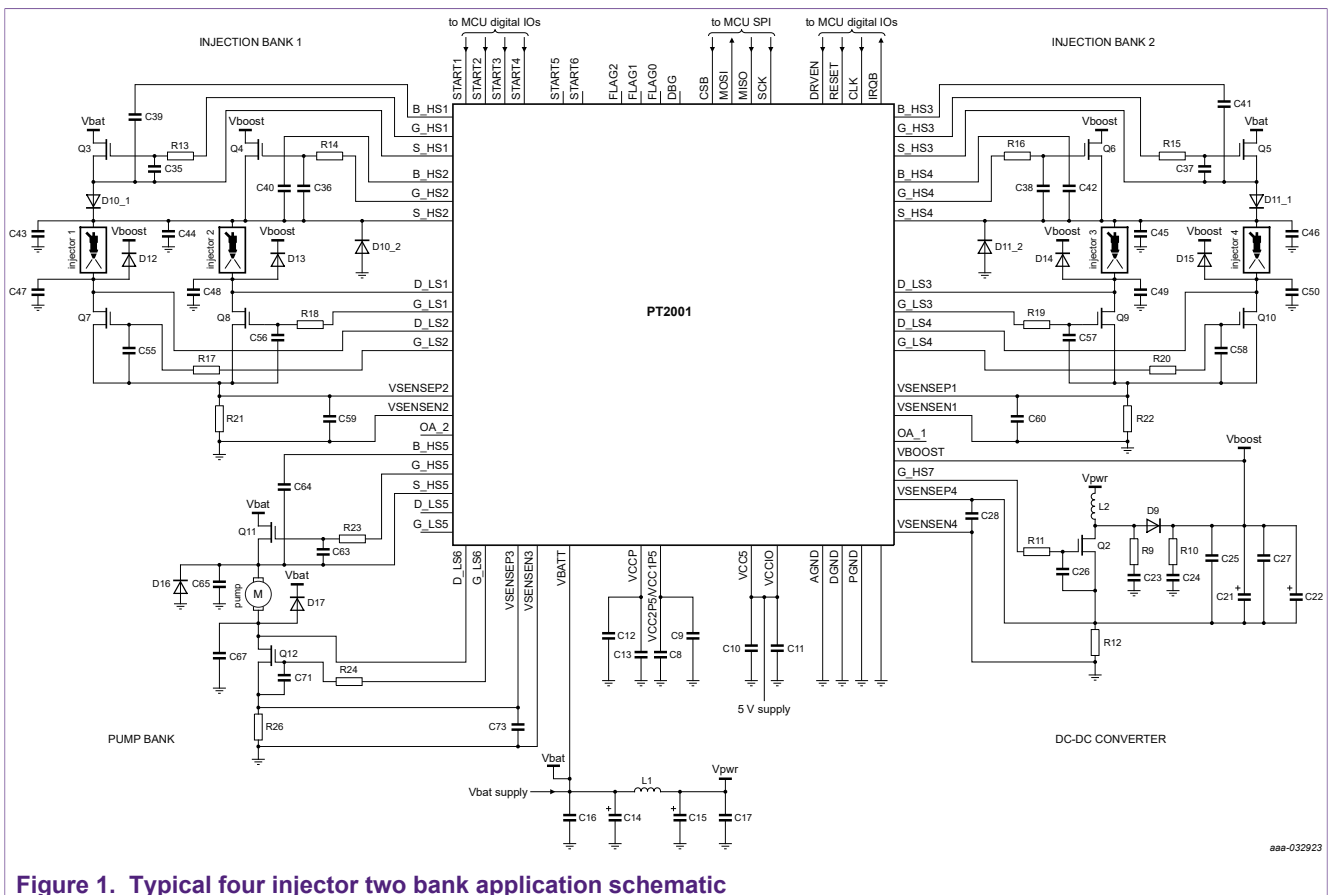 to MCU digital IOs
to MCU SPI
to MCU digital IOs
INJECTION BANK 1
INJECTION BANK 2
START1
START2
START3
START4
START5
START6
FLAG2
FLAG1
FLAG0
DBG
CSB
MOSI
MISO
SCK
DRVEN
RESET
CLK
IRQB
B_HS1
G_HS1
S_HS1
B_HS2
G_HS2
S_HS2
D_LS1
G_LS1
D_LS2
G_LS2
VSENSEP2
VSENSEN2
OA_2
B_HS5
G_HS5
S_HS5
D_LS5
G_LS5
PT2001
B_HS3
G_HS3
S_HS3
B_HS4
G_HS4
S_HS4
D_LS3
G_LS3
D_LS4
G_LS4
VSENSEP1
VSENSEN1
OA_1
VBOOST
G_HS7
VSENSEP4
VSENSEN4
D_LS6
G_LS6
VSENSEP3
VSENSEN3
VBATT
VCCP
VCC2P5/VCC1P5
VCC5
VCCIO
AGND
DGND
PGND
Vbat
C39
Vboost
Q3
R13
Q4
R14
C35
C40
C36
D10_1
C43
injector 1
Vboost
D12
C44
injector 2
Vboost
D13
D10_2
C47
C48
Q7
Q8
R18
C56
C55
R17
R21
C59
C64
Vbat
Q11
R23
C63
D16
C65
pump
M
Vbat
D17
C67
Q12
C71
R24
R26
C73
PUMP BANK
C41
Vboost
Vbat
R16
Q6
R15
Q5
C38
C42
C37
D11_1
D11_2
Vboost
D14
injector 3
C45
Vboost
D15
injector 4
C46
C49
C50
R19
Q9
C57
Q10
R20
C58
C60
R22
Vboost
Vpwr
L2
C28
D9
R11
Q2
R9
R10
C25
C27
C26
C23
C24
C21
C22
R12
DC-DC CONVERTER
C12
C13
C9
C8
C10
C11
5 V supply
Vbat
Vbat supply
L1
Vpwr
C16
C14
C15
C17
aaa-032923
Figure 1. Typical four injector two bank application schematic